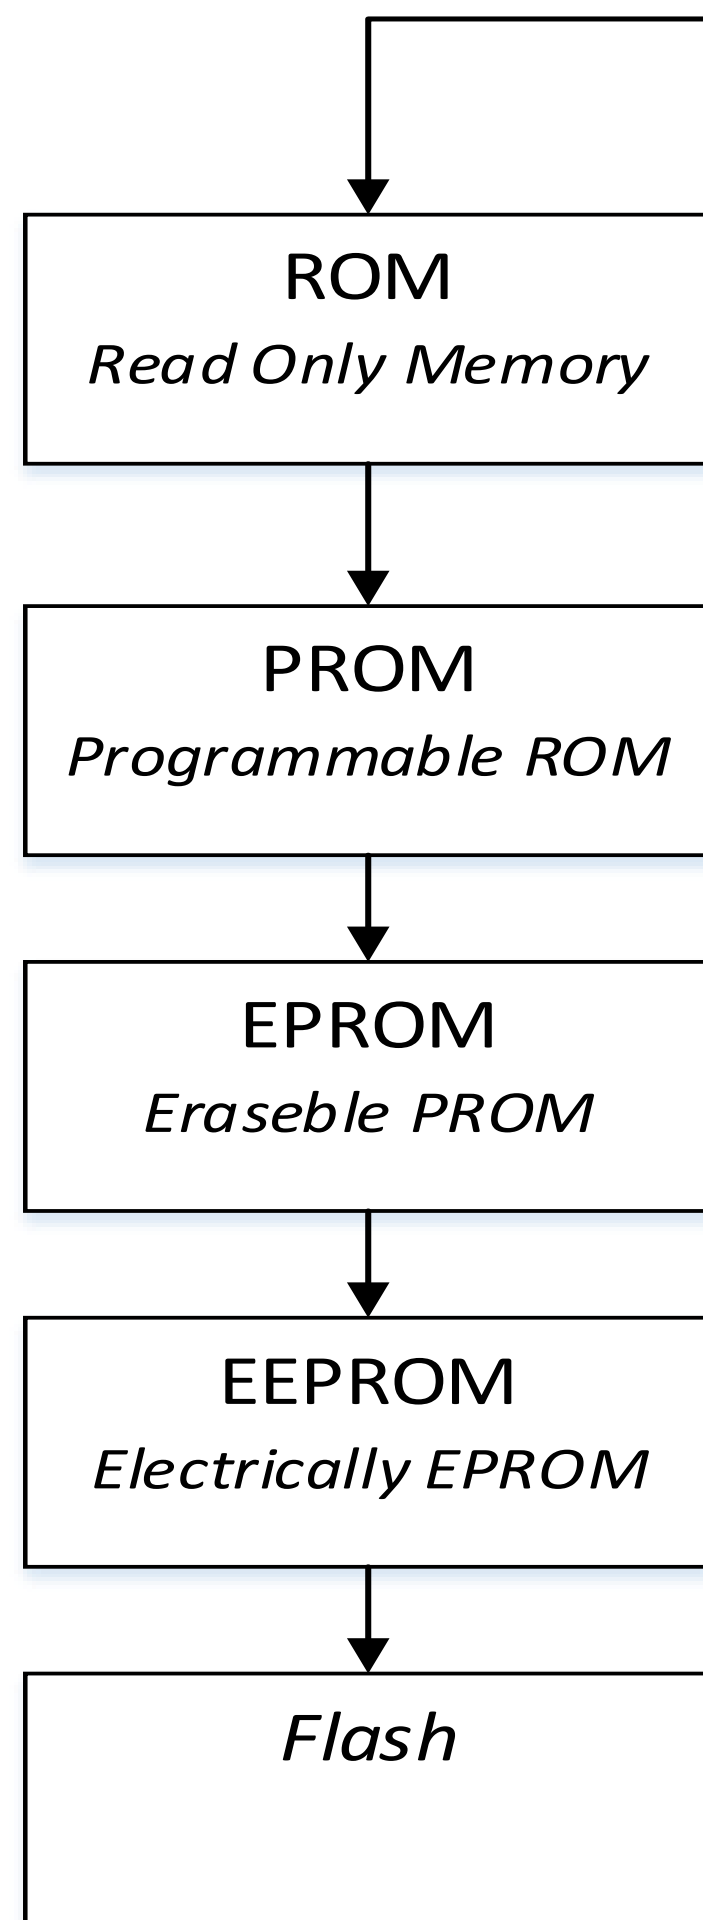 ROM
Read Only Memory
PROM
Programmable ROM
EPROM
Eraseble PROM
EEPROM
Electrically EPROM
Flash